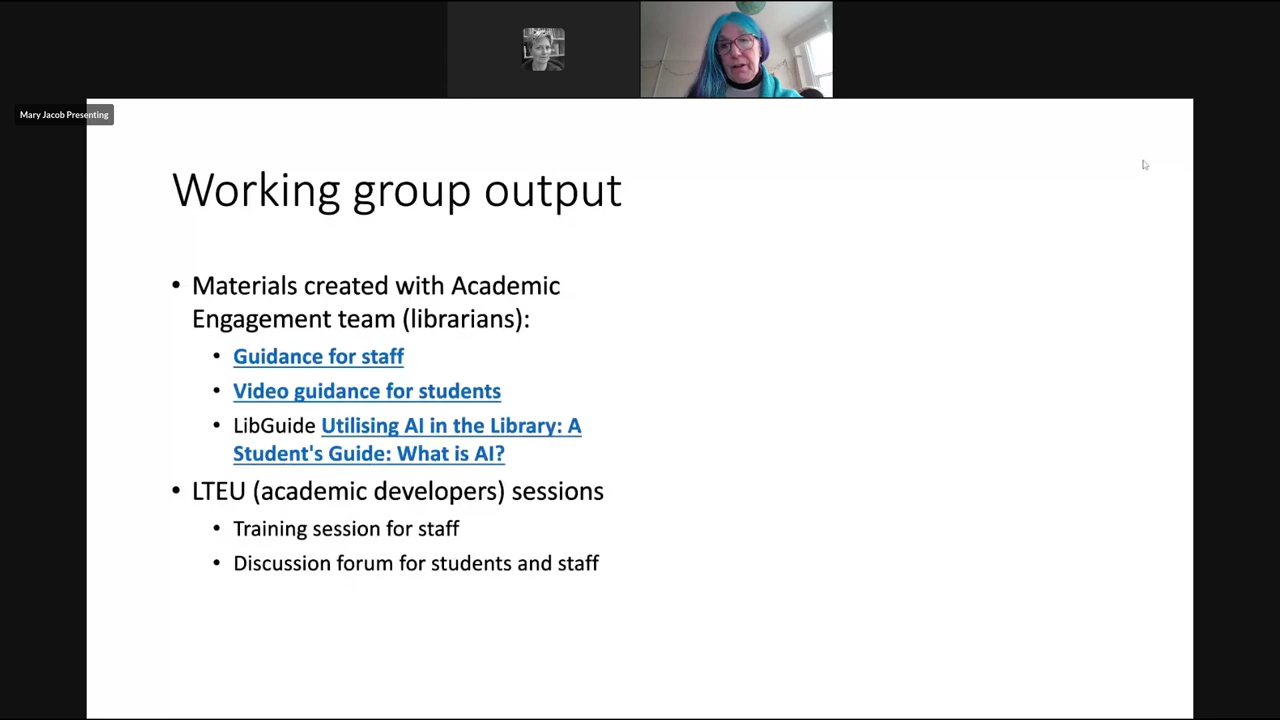 Mary Jacob Presenting
Working group output
• Materials created with Academic
Engagement team (librarians):
• Guidance for staff
• Video guidance for students
• LibGuide Utilising AI in the Library: A
Student's Guide: What is AI?
• LTEU (academic developers) sessions
• Training session for staff
• Discussion forum for students and staff